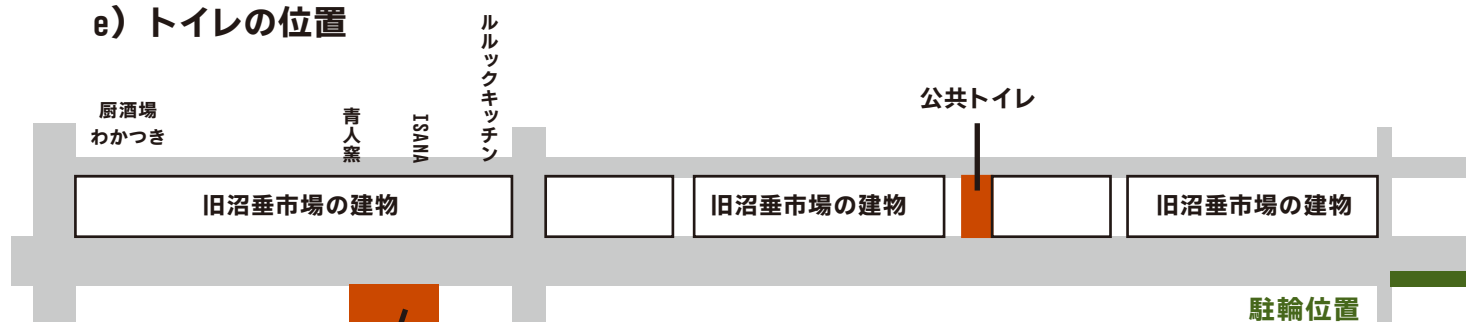 e）トイレの位置
厨酒場
わかつき
青人窯
ISANA
ルルックキッチン
公共トイレ
旧沼垂市場の建物
旧沼垂市場の建物
旧沼垂市場の建物
駐輪位置